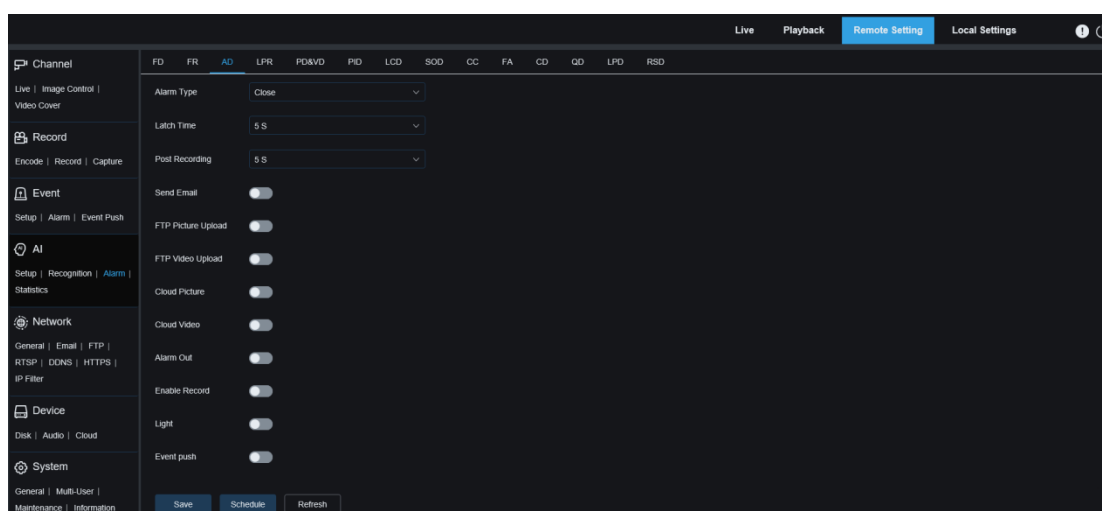 Live Playback Remote Setting Local Settings
Channel
Live | Image Control |
Video Cover
Record
Encode | Record | Capture
Event
Setup | Alarm | Event Push
AI
Setup | Recognition | Alarm |
Statistics
Network
General | Email | FTP |
RTSP | DDNS | HTTPS |
IP Filter
Device
Disk | Audio | Cloud
System
General | Multi-User |
Maintenance | Information
FD FR AD LPR PD&VD PID LCD SOD CC FA CD QD LPD RSD
Alarm Type Close
Latch Time 5 S
Post Recording 5 S
Send Email
FTP Picture Upload
FTP Video Upload
Cloud Picture
Cloud Video
Alarm Out
Enable Record
Light
Event push
Save Schedule Refresh